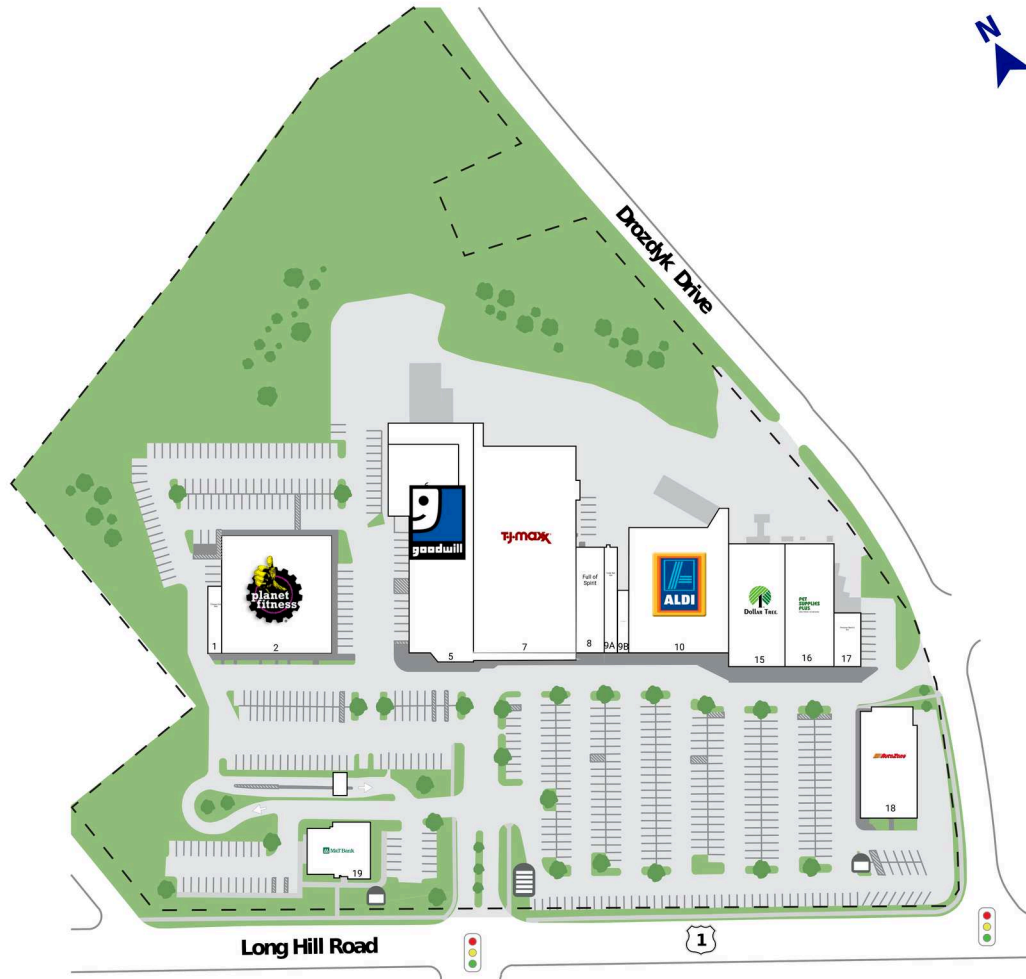 N
Drozdyk Drive
6
goodwill
T·J·maxx
planet
fitness
Full of
Spirit
ALDI
DOLLAR TREE
PET
SUPPLIES
PLUS
1
2
5
7
8
9A
9B
10
15
16
17
AutoZone
18
M&T Bank
19
Long Hill Road
1